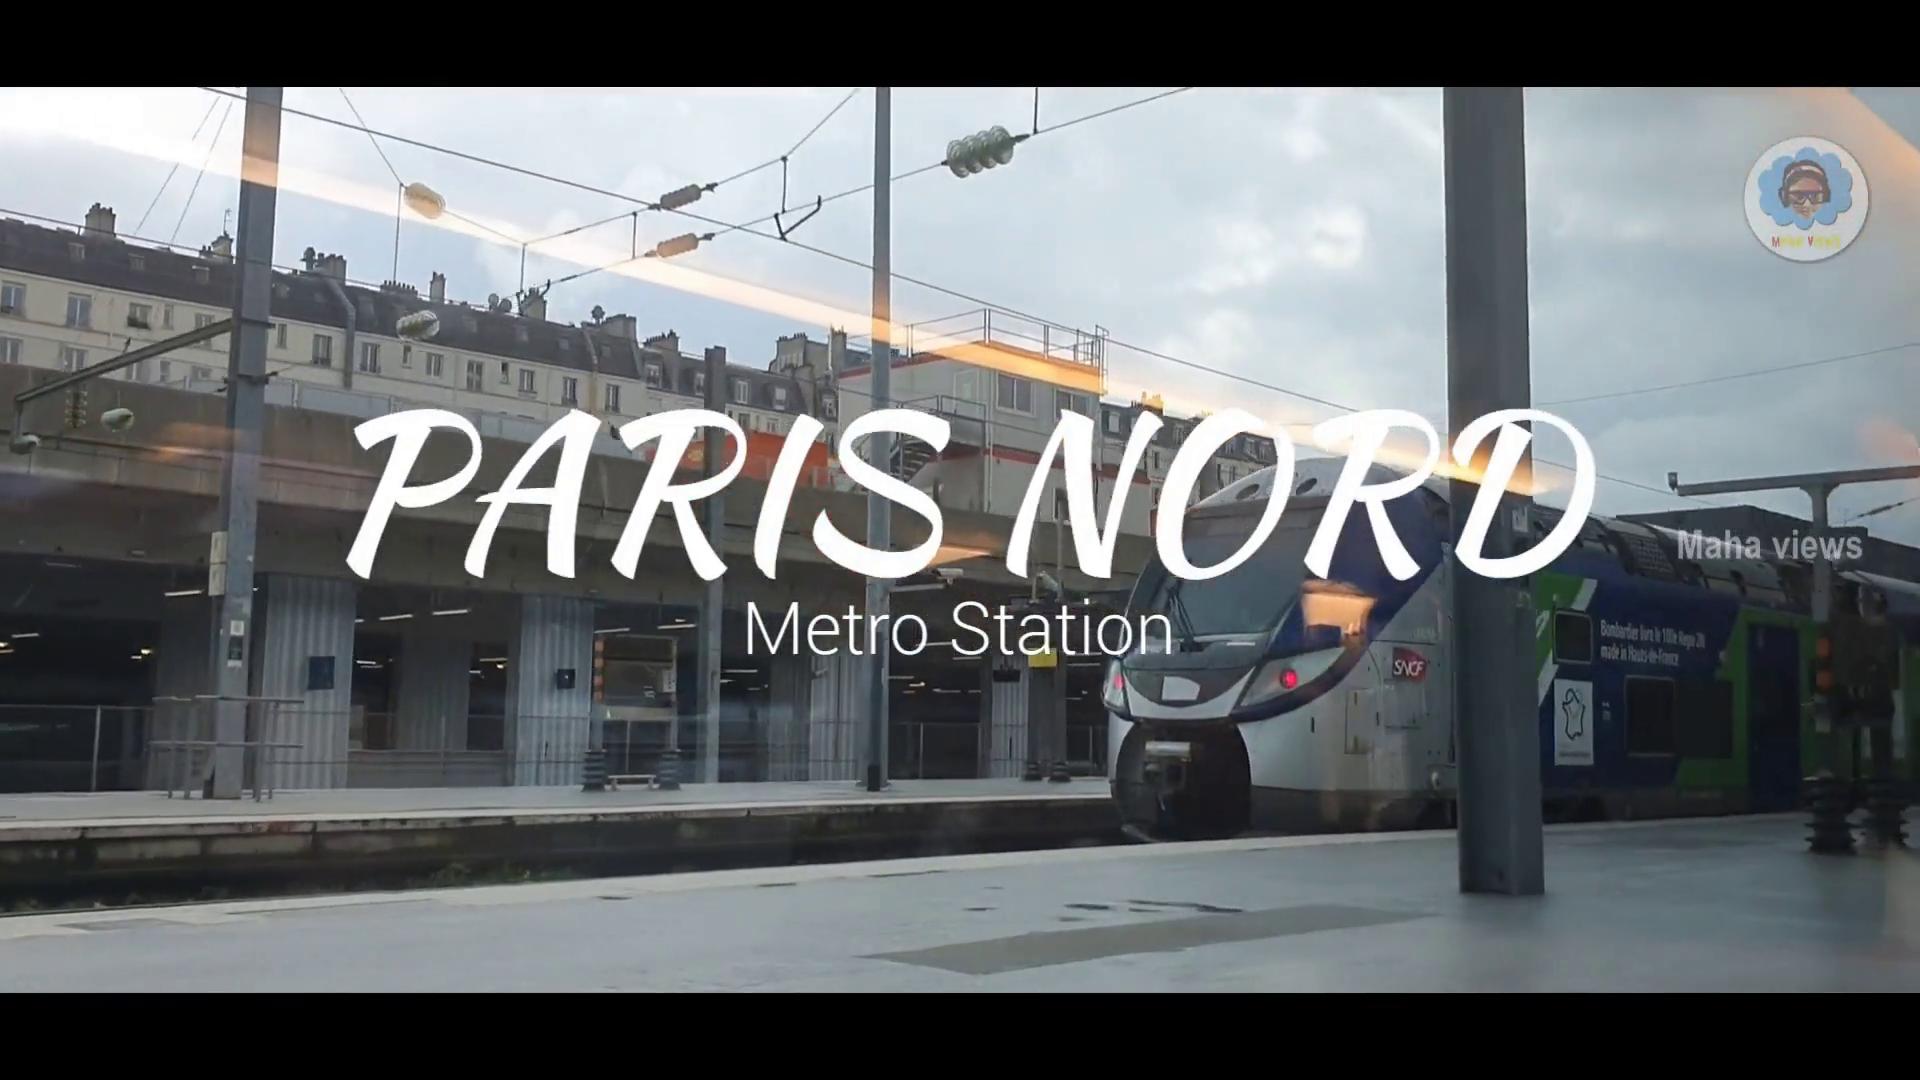 Maha Views
PARIS NORD
Maha views
Metro Station
Bombardier livre le 100e Regio 2N
made in Hauts-de-France
SNCF